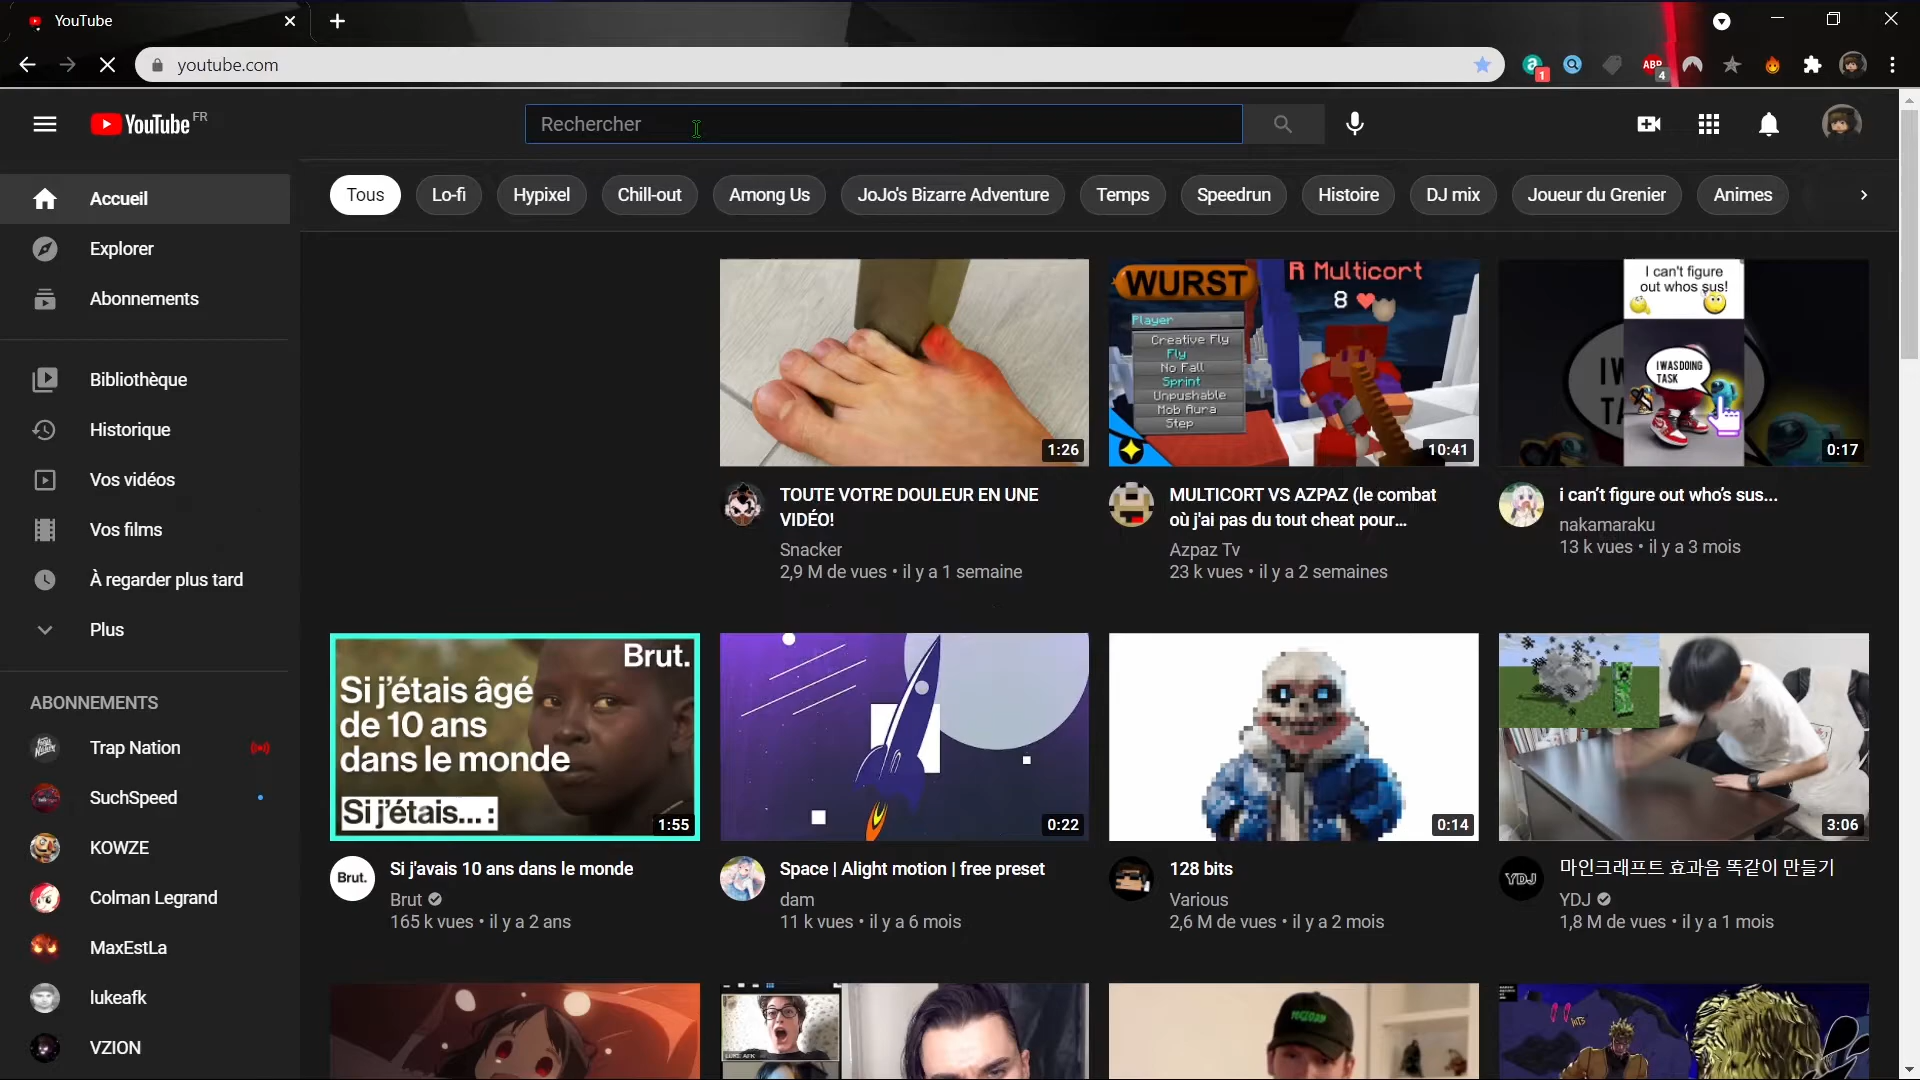 YouTube
youtube.com
1
ABP
4
YouTube FR
Rechercher
Accueil
Explorer
Abonnements
Bibliothèque
Historique
Vos vidéos
Vos films
À regarder plus tard
Plus
ABONNEMENTS
Trap Nation
SuchSpeed
KOWZE
Colman Legrand
MaxEstLa
lukeafk
VZION
Tous
Lo-fi
Hypixel
Chill-out
Among Us
JoJo's Bizarre Adventure
Temps
Speedrun
Histoire
DJ mix
Joueur du Grenier
Animes
1:26
TOUTE VOTRE DOULEUR EN UNE
VIDÉO!
Snacker
2,9 M de vues • il y a 1 semaine
WURST
R Multicort
8
Player
Creative Fly
Fly
No Fall
Sprint
Unpushable
Mob Aura
Step
10:41
MULTICORT VS AZPAZ (le combat
où j'ai pas du tout cheat pour...
Azpaz Tv
23 k vues • il y a 2 semaines
I can't figure
out whos sus!
I WAS DOING
TASK
0:17
i can't figure out who's sus...
nakamaraku
13 k vues • il y a 3 mois
Brut.
Si j'étais âgé
de 10 ans
dans le monde
Si j'étais... :
1:55
Brut.
Si j'avais 10 ans dans le monde
Brut
165 k vues • il y a 2 ans
0:22
Space | Alight motion | free preset
dam
11 k vues • il y a 6 mois
0:14
128 bits
Various
2,6 M de vues • il y a 2 mois
3:06
YDJ
마인크래프트 효과음 똑같이 만들기
YDJ
1,8 M de vues • il y a 1 mois
LUKE AFK